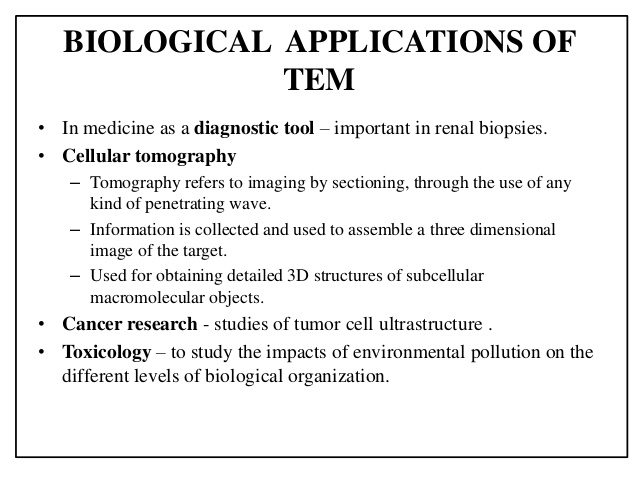 BIOLOGICAL APPLICATIONS OF
TEM
• In medicine as a diagnostic tool – important in renal biopsies.
• Cellular tomography
– Tomography refers to imaging by sectioning, through the use of any
kind of penetrating wave.
– Information is collected and used to assemble a three dimensional
image of the target.
– Used for obtaining detailed 3D structures of subcellular
macromolecular objects.
• Cancer research - studies of tumor cell ultrastructure .
• Toxicology – to study the impacts of environmental pollution on the
different levels of biological organization.